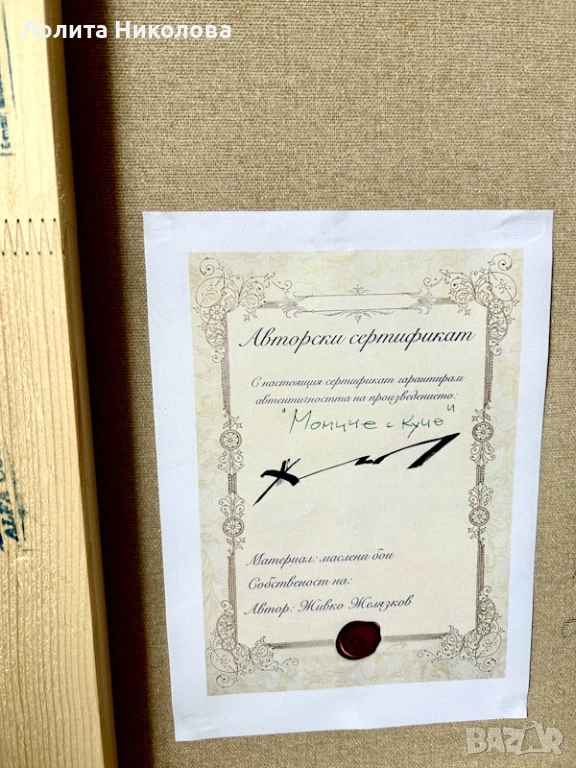 Лолита Николова
Авторски сертификат
С настоящия сертификат гарантирам
автентичността на произведението:
"Момиче с куче"
Материал: маслени бои
Собственост на:
Автор: Живко Желязков
BAZAR